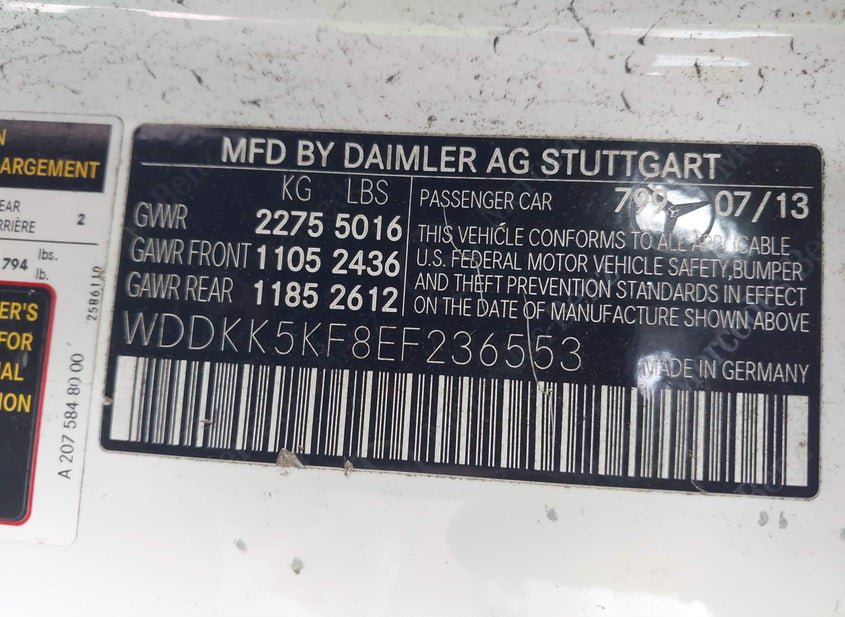 N
ARGEMENT
EAR
RRIÈRE 2
794 lbs.
lb.
2586110
ER'S
FOR
AL
ION
A 207 584 80 00
MFD BY DAIMLER AG STUTTGART
KG LBS
GVWR 2275 5016
GAWR FRONT 1105 2436
GAWR REAR 1185 2612
PASSENGER CAR 799 07/13
THIS VEHICLE CONFORMS TO ALL APPLICABLE
U.S. FEDERAL MOTOR VEHICLE SAFETY,BUMPER
AND THEFT PREVENTION STANDARDS IN EFFECT
ON THE DATE OF MANUFACTURE SHOWN ABOVE
WDDKK5KF8EF236553
MADE IN GERMANY